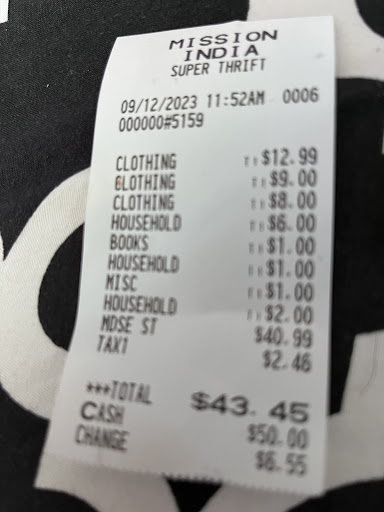 MISSION
INDIA
SUPER THRIFT
09/12/2023 11:52AM 0006
000000#5159
CLOTHING $12.99
CLOTHING $9.00
CLOTHING $8.00
HOUSEHOLD $6.00
BOOKS $1.00
HOUSEHOLD $1.00
MISC $1.00
HOUSEHOLD $2.00
MDSE ST $40.99
TAX1 $2.46
***TOTAL $43.45
CASH $50.00
CHANGE $6.55